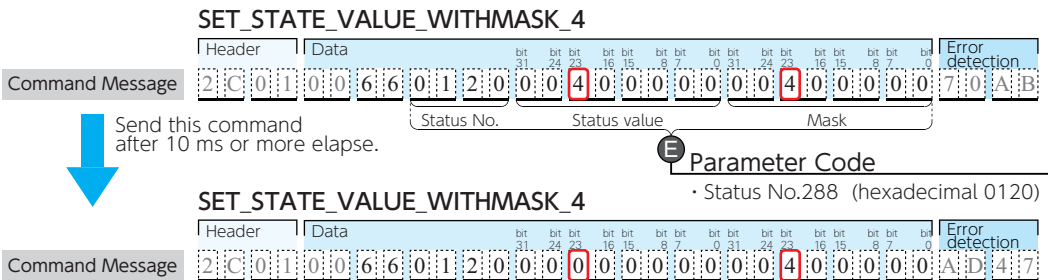 SET_STATE_VALUE_WITHMASK_4
Header Data Error detection
bit 31 bit 24 bit 23 bit 16 bit 15 bit 8 bit 7 bit 0 bit 31 bit 24 bit 23 bit 16 bit 15 bit 8 bit 7 bit 0
Command Message 2 C 0 1 0 0 6 6 0 1 2 0 0 0 4 0 0 0 0 0 0 0 4 0 0 0 0 0 7 0 A B
Status No. Status value Mask
Send this command
after 10 ms or more elapse.
E Parameter Code
・Status No.288 (hexadecimal 0120)
SET_STATE_VALUE_WITHMASK_4
Header Data Error detection
bit 31 bit 24 bit 23 bit 16 bit 15 bit 8 bit 7 bit 0 bit 31 bit 24 bit 23 bit 16 bit 15 bit 8 bit 7 bit 0
Command Message 2 C 0 1 0 0 6 6 0 1 2 0 0 0 0 0 0 0 0 0 0 0 4 0 0 0 0 0 A D 4 7